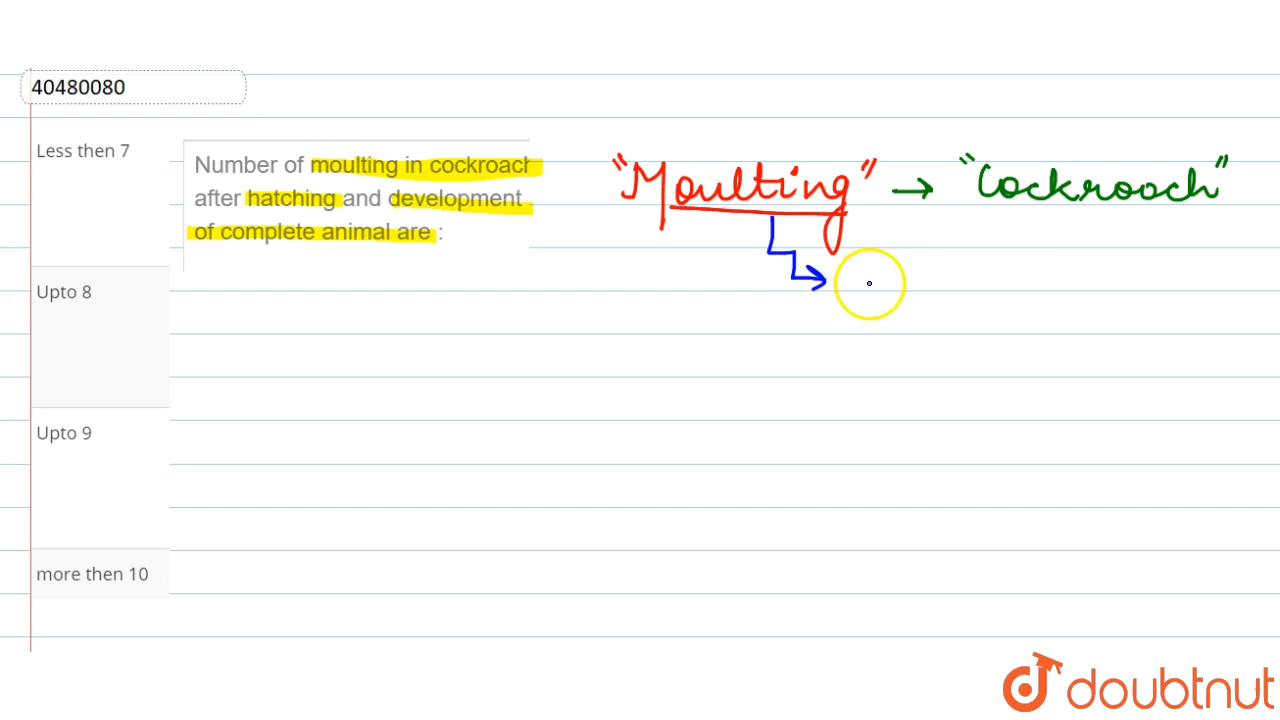 40480080
Less then 7
Number of moulting in cockroach
after hatching and development
of complete animal are :
"Moulting" → "Cockrooch"
Upto 8
Upto 9
more then 10
doubtnut